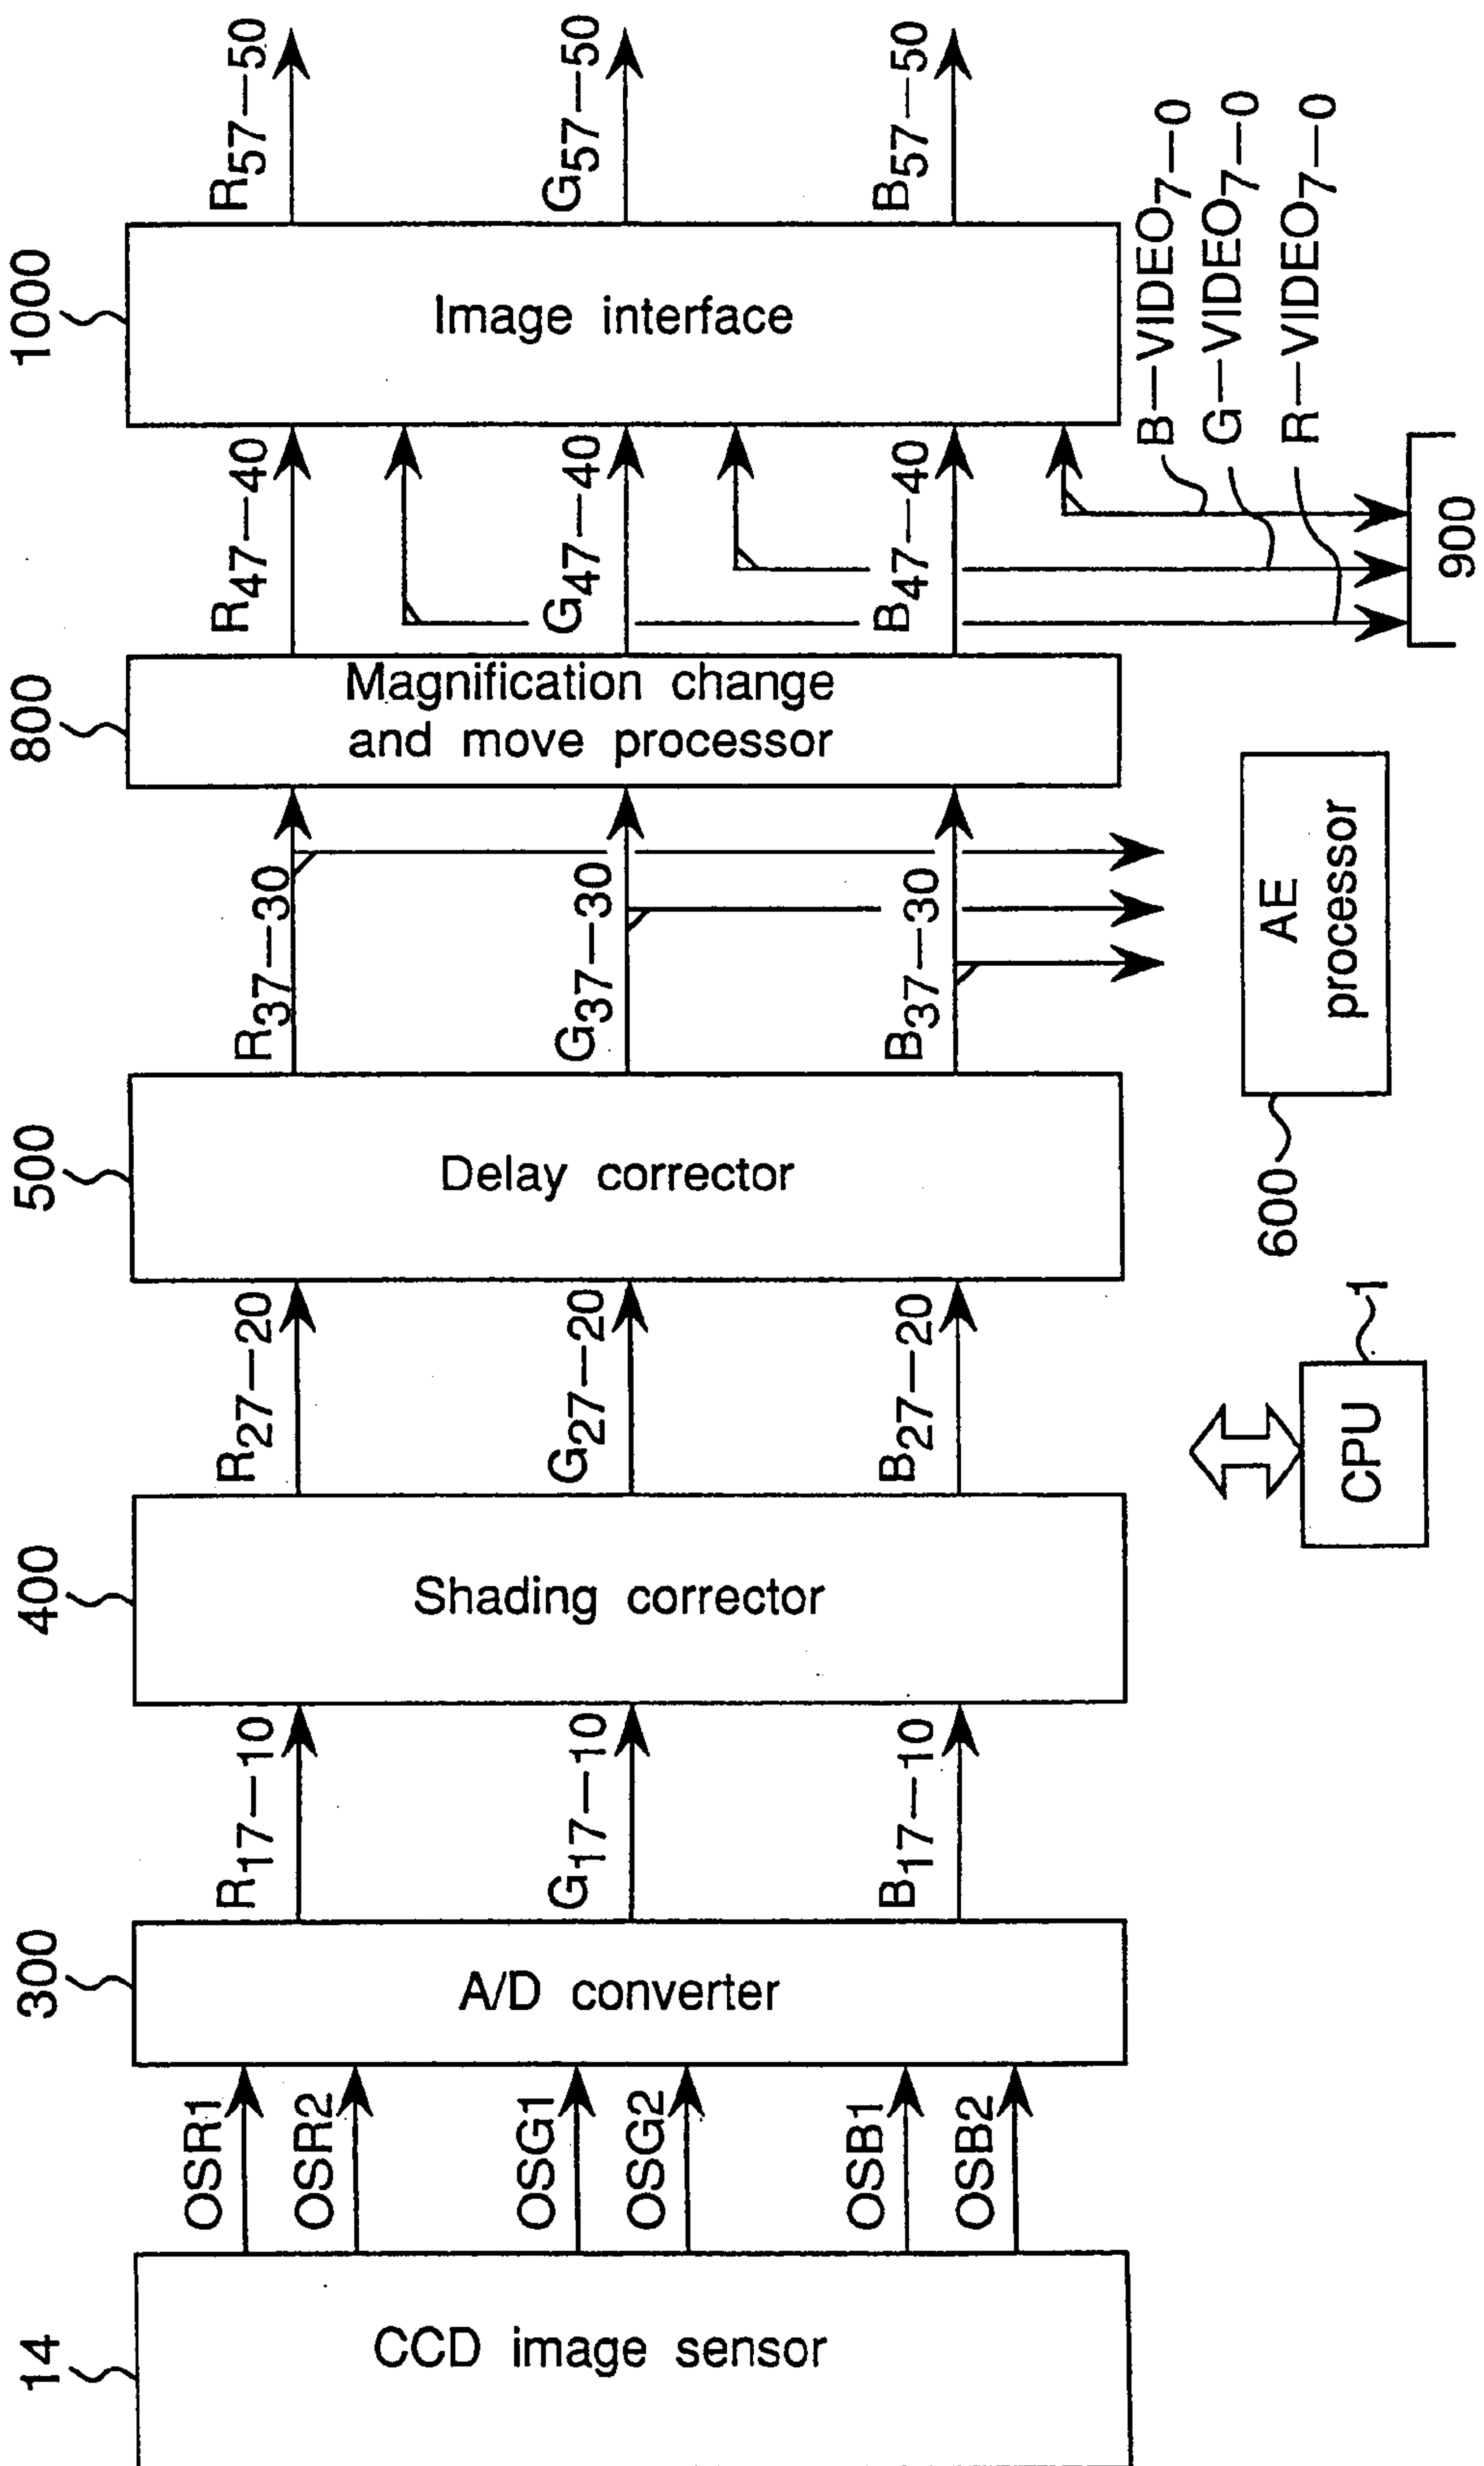 14
CCD image sensor
OSR1
OSR2
OSG1
OSG2
OSB1
OSB2
300
A/D converter
R17—10
G17—10
B17—10
400
Shading corrector
R27—20
G27—20
B27—20
500
Delay corrector
R37—30
G37—30
B37—30
800
Magnification change
and move processor
R47—40
G47—40
B47—40
1000
Image interface
R57—50
G57—50
B57—50
B—VIDEO7—0
G—VIDEO7—0
R—VIDEO7—0
900
CPU
1
600
AE
processor